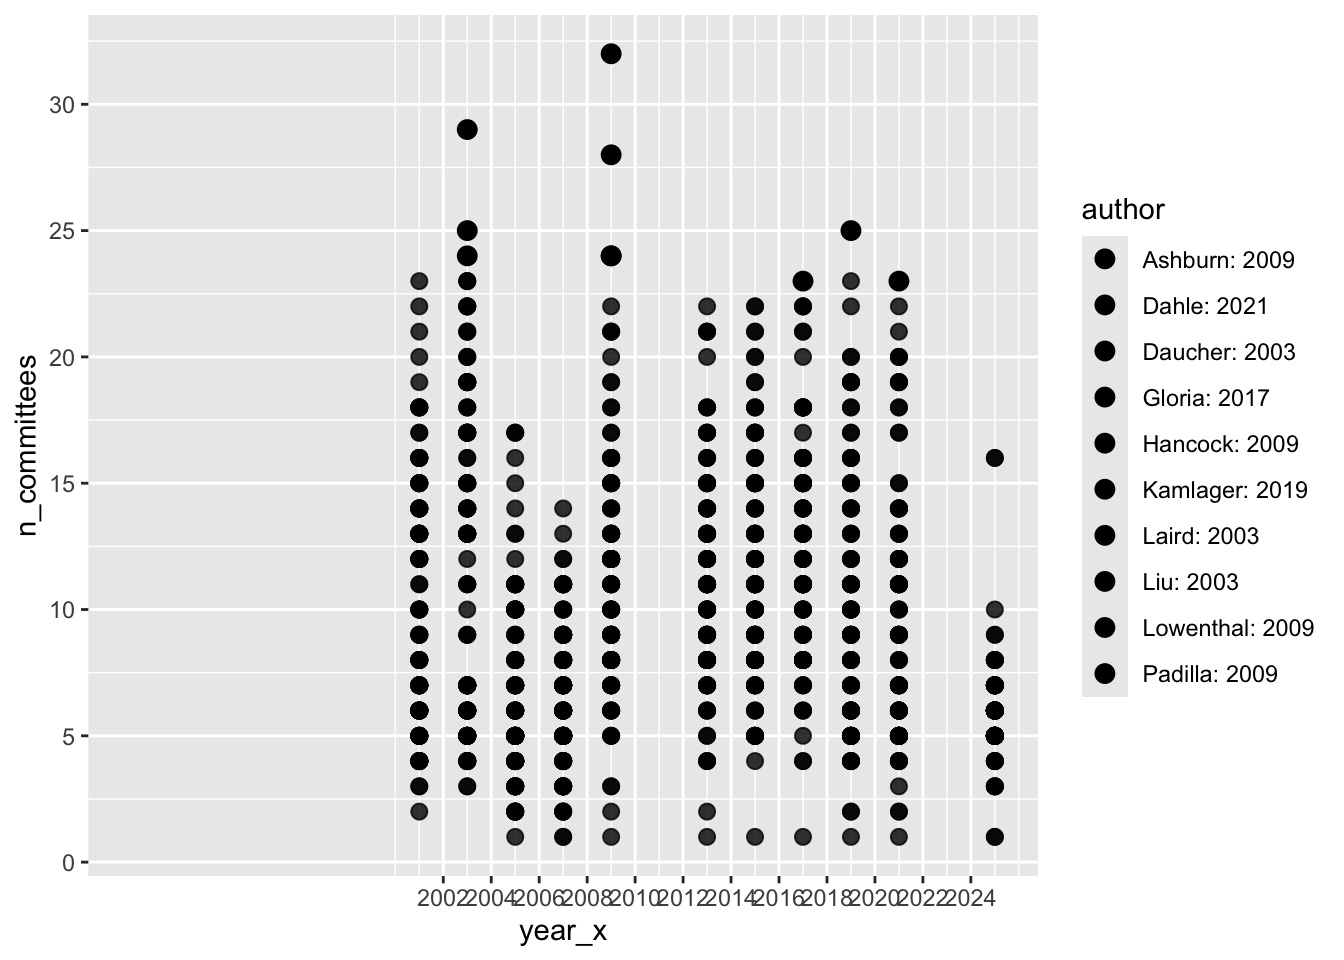 30
25
20
15
10
5
0
n_committees
2002 2004 2006 2008 2010 2012 2014 2016 2018 2020 2022 2024
year_x
author
Ashburn: 2009
Dahle: 2021
Daucher: 2003
Gloria: 2017
Hancock: 2009
Kamlager: 2019
Laird: 2003
Liu: 2003
Lowenthal: 2009
Padilla: 2009